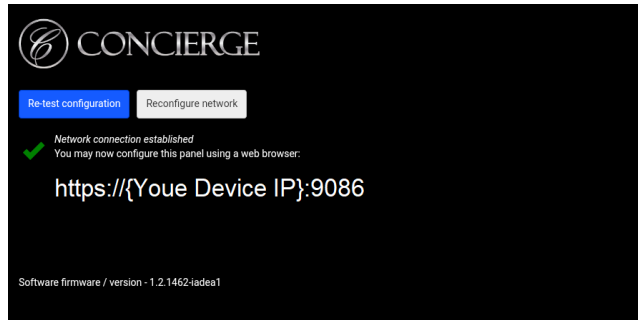 CONCIERGE
Re-test configuration
Reconfigure network
Network connection established
You may now configure this panel using a web browser:
https://{Youe Device IP}:9086
Software firmware / version - 1.2.1462-iadea1